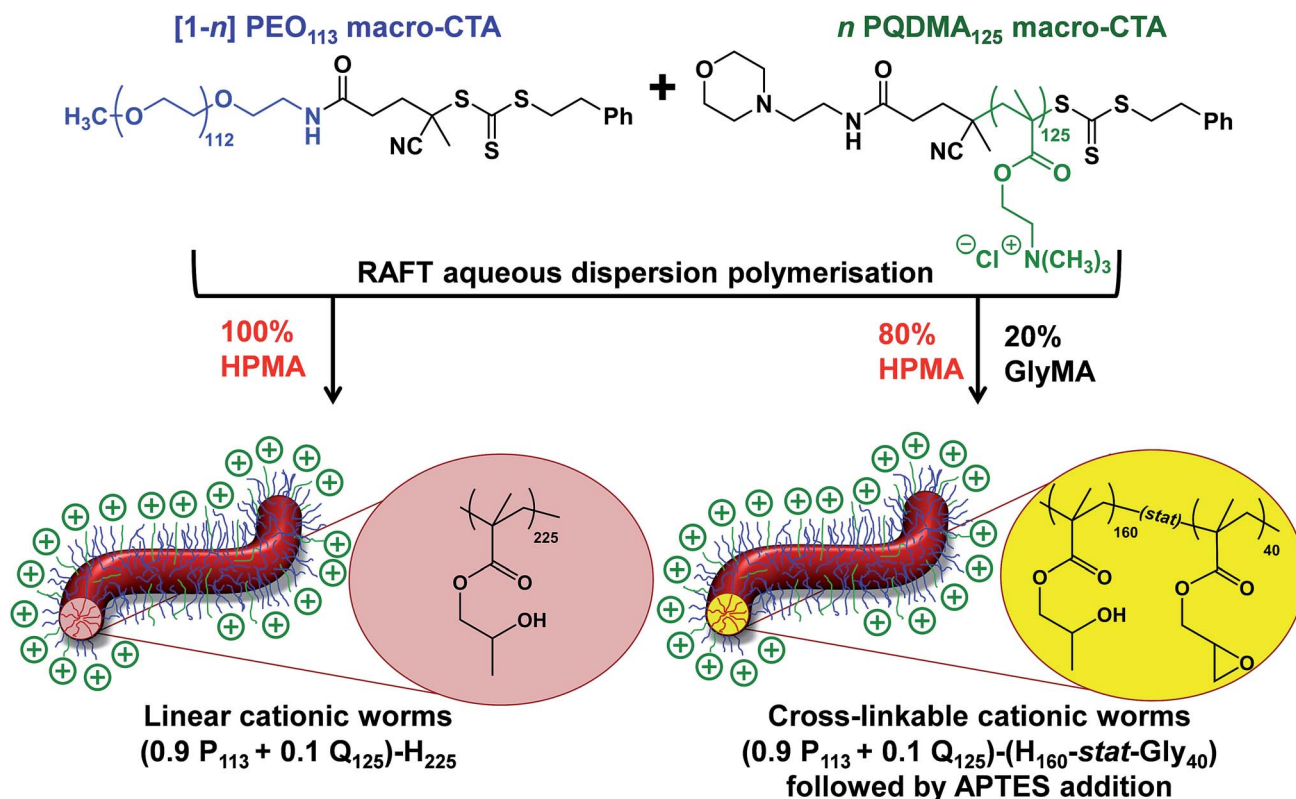 [1-n] PEO113 macro-CTA
n PQDMA125 macro-CTA
H3C
O
112
O
N
H
O
NC
S
S
S
Ph
+
O
N
N
H
O
NC
125
S
S
S
Ph
O
O
−Cl +N(CH3)3
RAFT aqueous dispersion polymerisation
100%
HPMA
80%
HPMA
20%
GlyMA
225
O
O
OH
160
(stat)
40
O
O
OH
O
O
O
Linear cationic worms
(0.9 P113 + 0.1 Q125)-H225
Cross-linkable cationic worms
(0.9 P113 + 0.1 Q125)-(H160-stat-Gly40)
followed by APTES addition